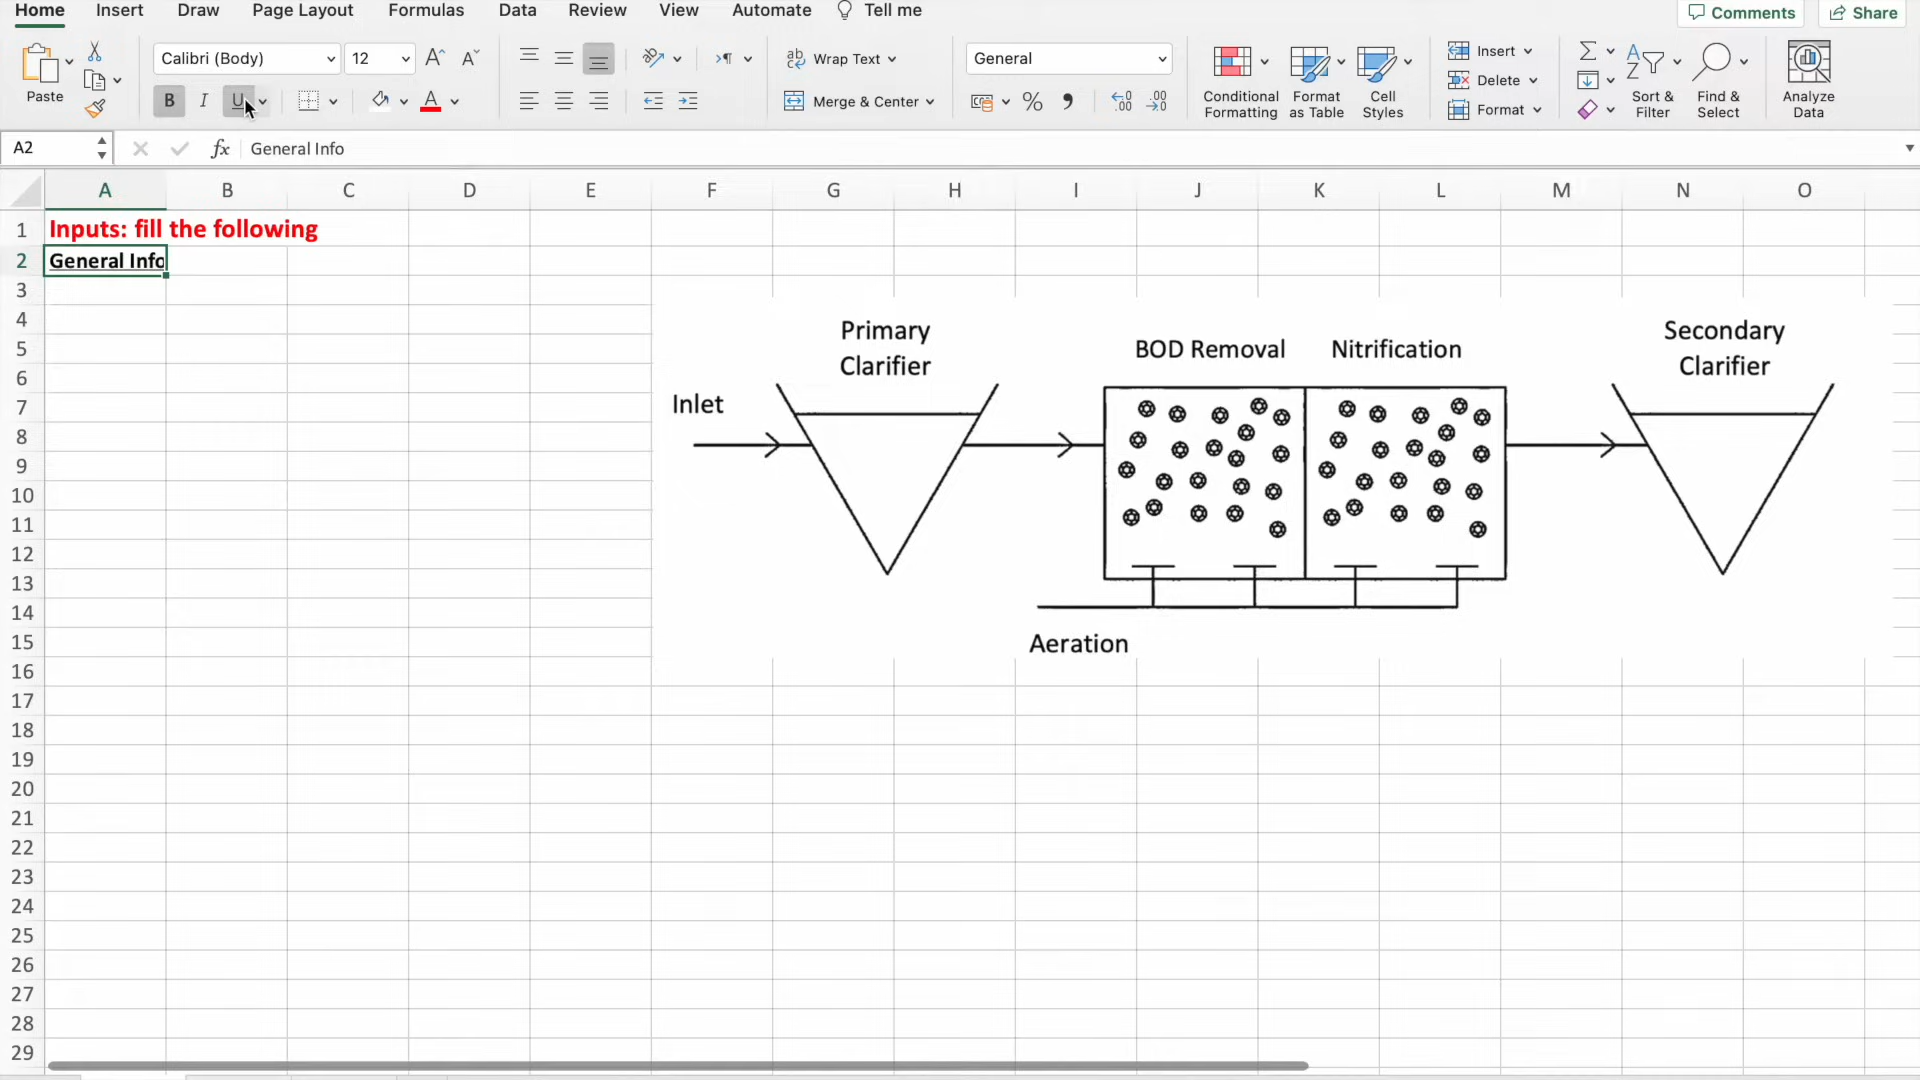 Home Insert Draw Page Layout Formulas Data Review View Automate Tell me Comments Share
Paste
Calibri (Body) 12
B I U
Wrap Text
Merge & Center
General
Conditional Formatting
Format as Table
Cell Styles
Insert
Delete
Format
Sort & Filter
Find & Select
Analyze Data
A2 fx General Info
A B C D E F G H I J K L M N O
1 Inputs: fill the following
2 General Info
3
4
5
6
7
8
9
10
11
12
13
14
15
16
17
18
19
20
21
22
23
24
25
26
27
28
29
Primary
Clarifier
BOD Removal Nitrification
Secondary
Clarifier
Inlet
Aeration